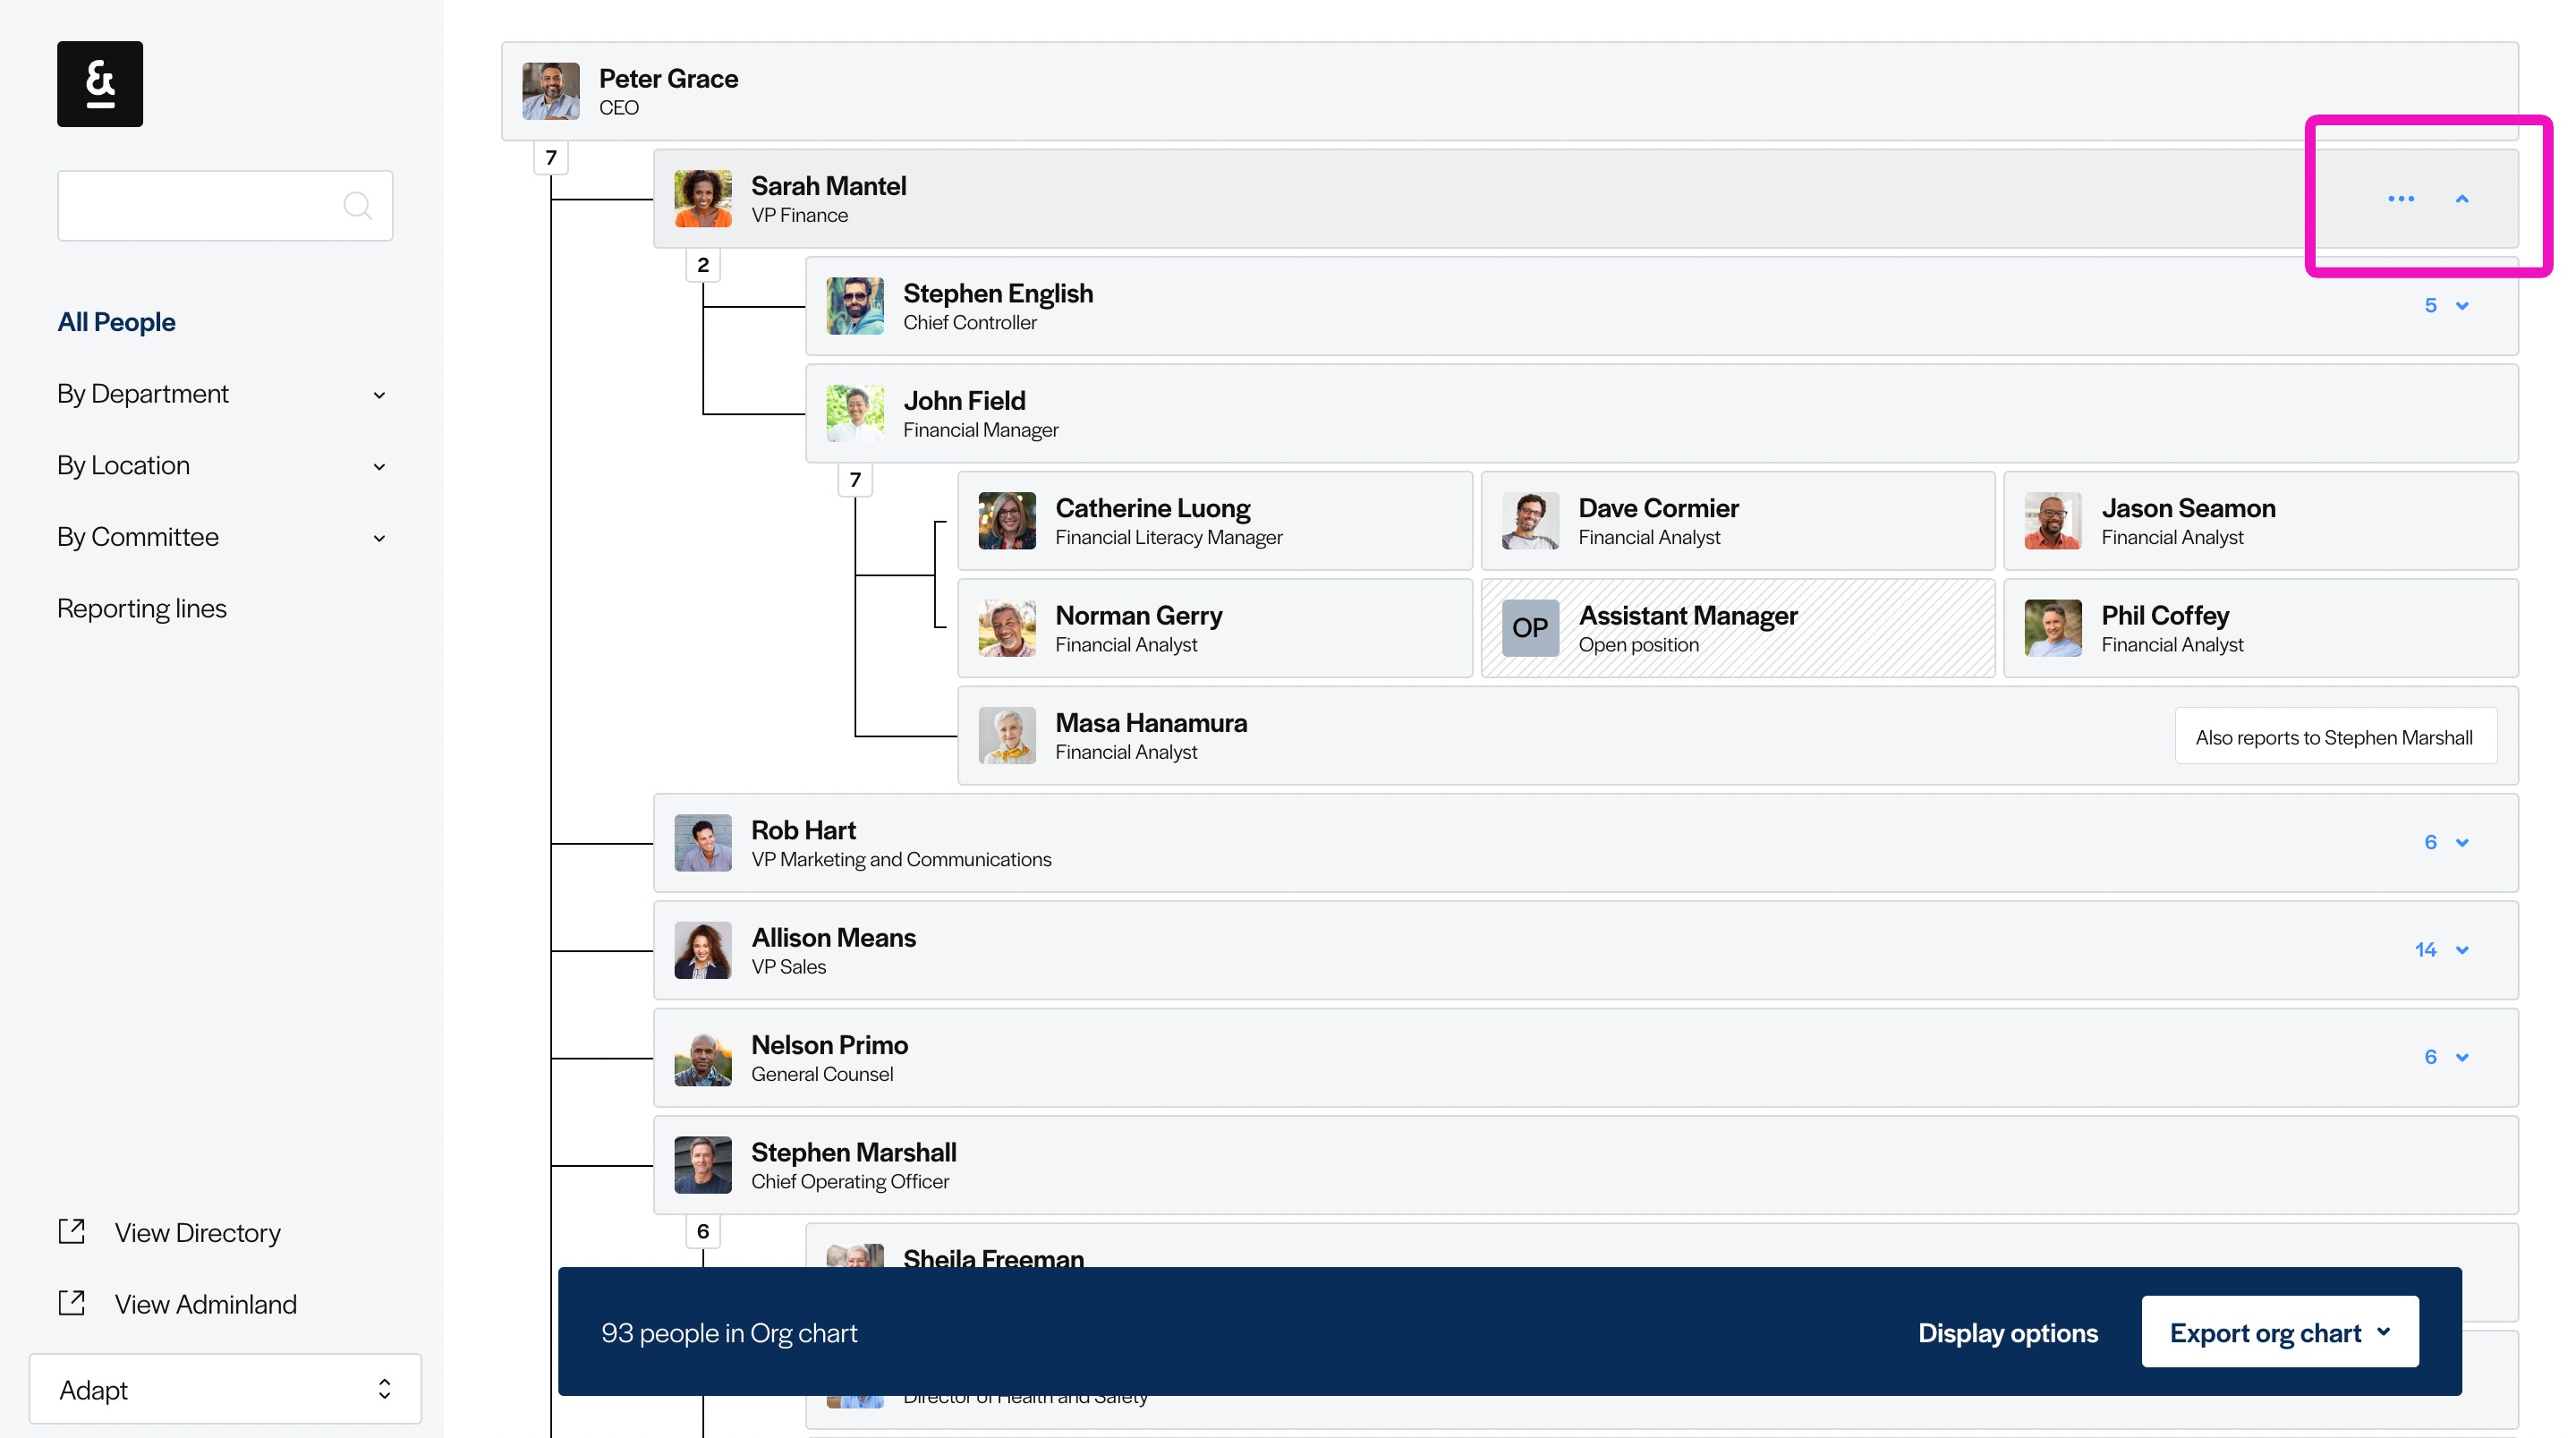 &
All People
By Department
By Location
By Committee
Reporting lines
View Directory
View Adminland
Adapt
Peter Grace
CEO
7
Sarah Mantel
VP Finance
2
Stephen English
Chief Controller
5
John Field
Financial Manager
7
Catherine Luong
Financial Literacy Manager
Dave Cormier
Financial Analyst
Jason Seamon
Financial Analyst
Norman Gerry
Financial Analyst
OP
Assistant Manager
Open position
Phil Coffey
Financial Analyst
Masa Hanamura
Financial Analyst
Also reports to Stephen Marshall
Rob Hart
VP Marketing and Communications
6
Allison Means
VP Sales
14
Nelson Primo
General Counsel
6
Stephen Marshall
Chief Operating Officer
6
Sheila Freeman
93 people in Org chart
Display options
Export org chart
Director of Health and Safety